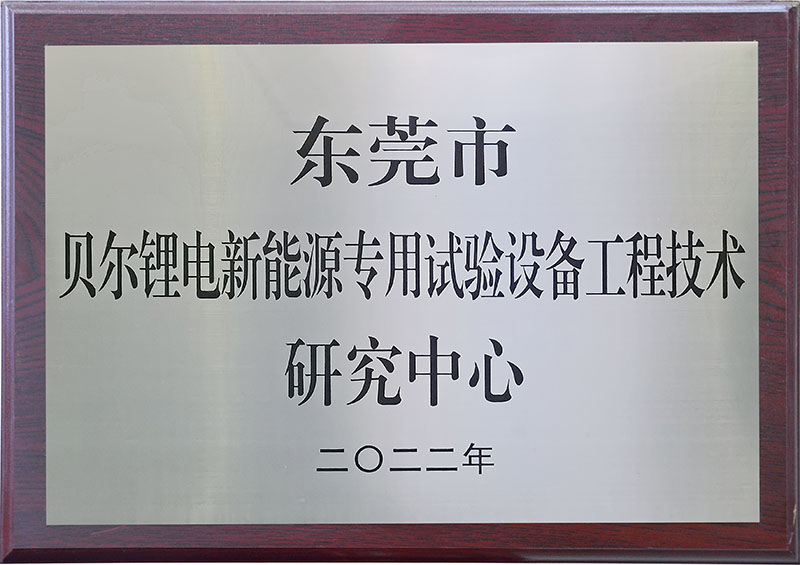 东莞市
贝尔锂电新能源专用试验设备工程技术
研究中心
二〇二二年